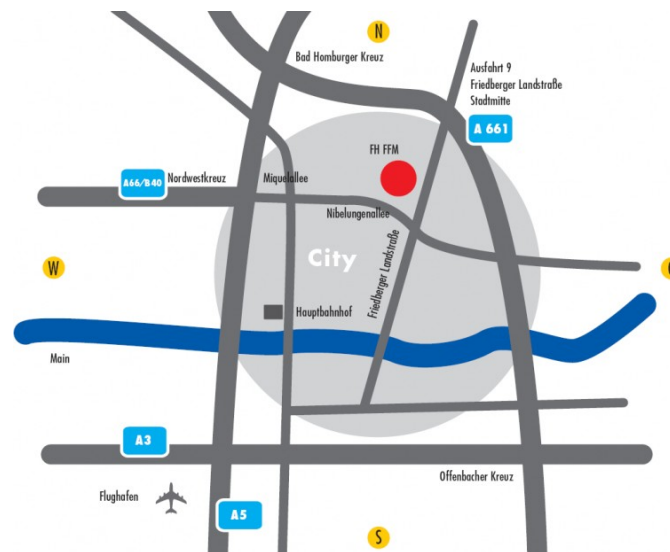 N
Bad Homburger Kreuz
Ausfahrt 9
Friedberger Landstraße
Stadtmitte
A 661
FH FFM
A66/B40
Nordwestkreuz
Miquelallee
Nibelungenallee
City
W
Friedberger Landstraße
Hauptbahnhof
Main
A3
Offenbacher Kreuz
Flughafen
A5
S